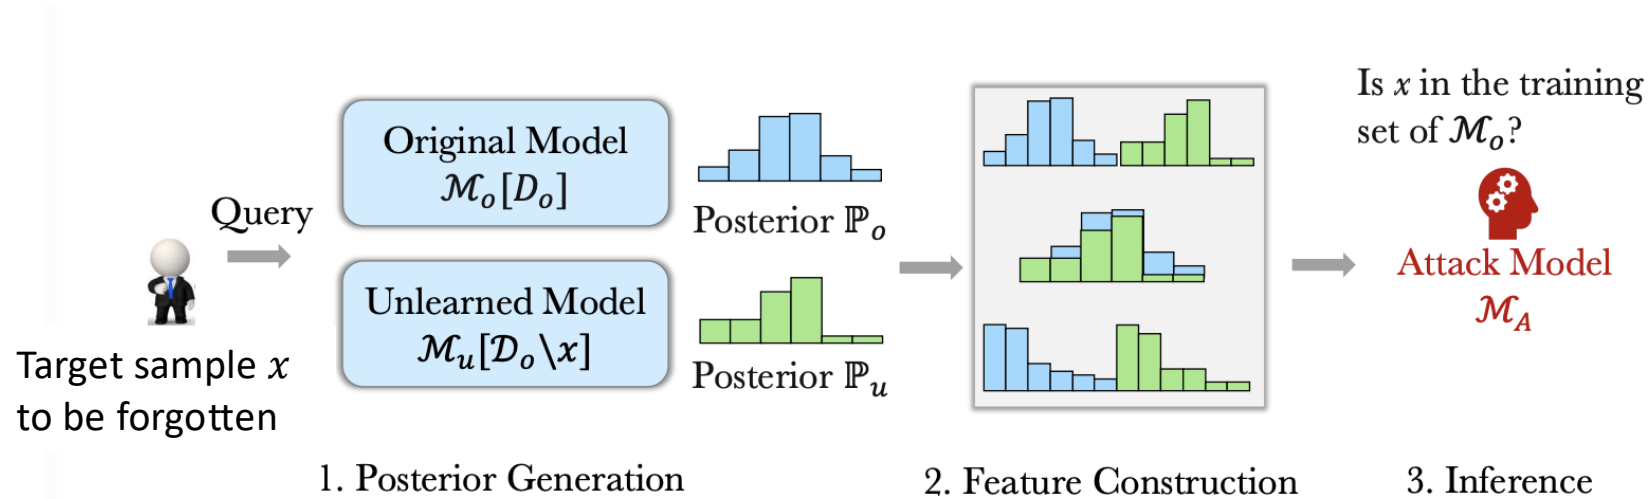 Target sample 𝑥
to be forgotten
Query
Original Model
ℳ𝑜[𝐷𝑜]
Unlearned Model
ℳ𝑢[𝒟𝑜\𝑥]
Posterior ℙ𝑜
Posterior ℙ𝑢
Is 𝑥 in the training
set of ℳ𝑜?
Attack Model
ℳ𝐴
1. Posterior Generation
2. Feature Construction
3. Inference